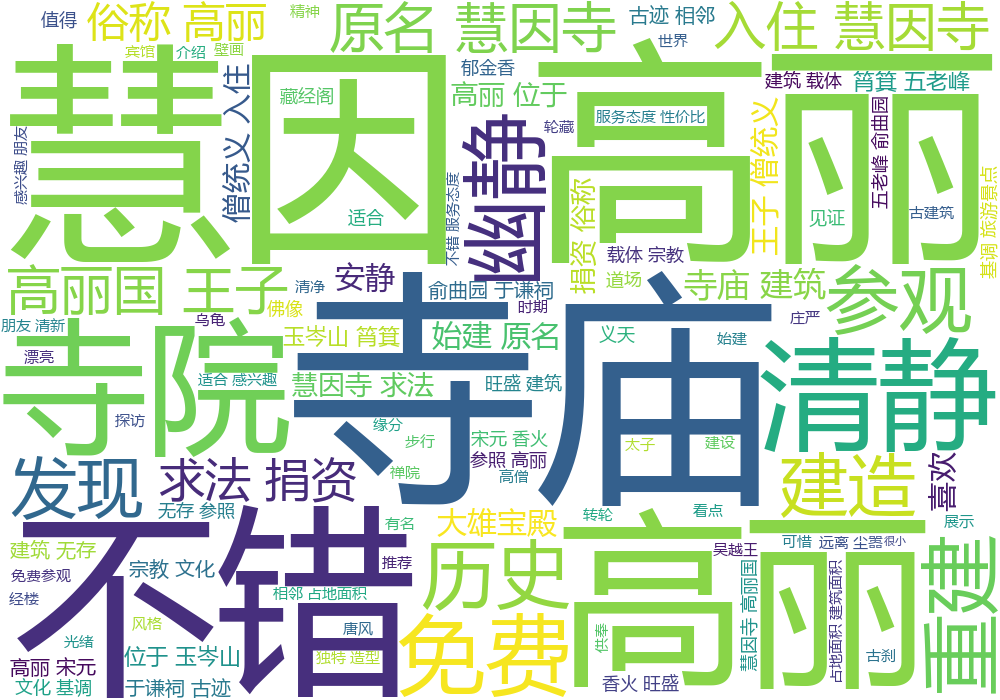 值得
俗称 高丽
精神
原名 慧因寺
古迹 相邻
入住 慧因寺
宾馆
介绍
壁画
世界
郁金香
慧因
高丽
建筑 载体
筲箕 五老峰
藏经阁
高丽 位于
服务态度 性价比
轮藏
僧统义 入住
幽静
王子 僧统义
五老峰 俞曲园
感兴趣 朋友
适合
不错 服务态度
捐资 俗称
见证
古建筑
基调 旅游景点
载体 宗教
道场
高丽国 王子
安静
清净
俞曲园 于谦祠
寺庙 建筑
参观
佛像
时期
乌龟
朋友 清新
玉岑山 筲箕
始建 原名
义天
庄严
始建
寺院
寺庙
清静
漂亮
适合 感兴趣
慧因寺 求法
旺盛 建筑
探访
缘分
步行
宋元 香火
太子
建设
参照 高丽
禅院
高僧
发现
求法 捐资
建造
喜欢
无存 参照
不错
有名
大雄宝殿
转轮
看点
展示
高丽
吴越王
可惜
远离 尘嚣
很小
重建
建筑 无存
宗教 文化
推荐
历史
免费参观
慧因寺 高丽国
占地面积 建筑面积
经楼
相邻 占地面积
风格
唐风
免费
供奉
光绪
位于 玉岑山
独特 造型
古刹
高丽 宋元
文化 基调
于谦祠 古迹
香火 旺盛